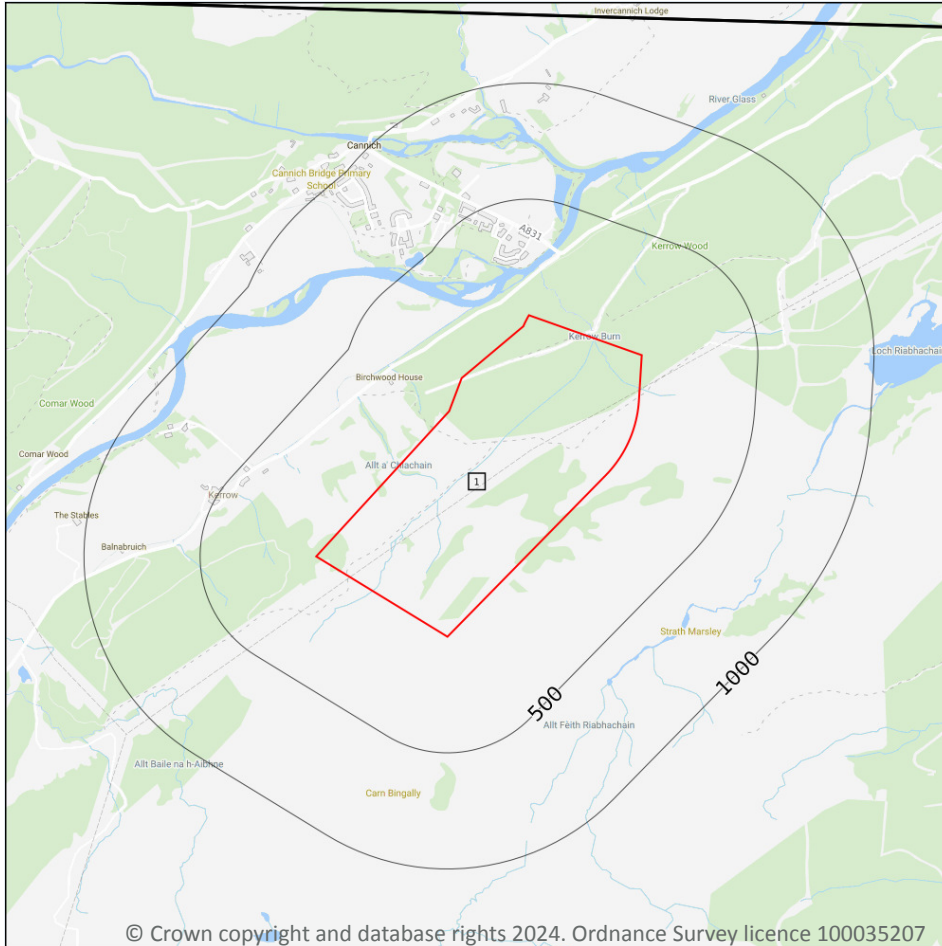 Invercannich Lodge
River Glass
Cannich
Cannich Bridge Primary
School
A831
Kerrow Wood
Kerrow Burn
Loch Riabhachain
Birchwood House
Comar Wood
Comar Wood
Allt a' Chlachain
1
Kerrow
The Stables
Balnabruich
Strath Marsley
1000
500
Allt Fèith Riabhachain
Allt Baile na h-Aibhne
Carn Bingally
© Crown copyright and database rights 2024. Ordnance Survey licence 100035207